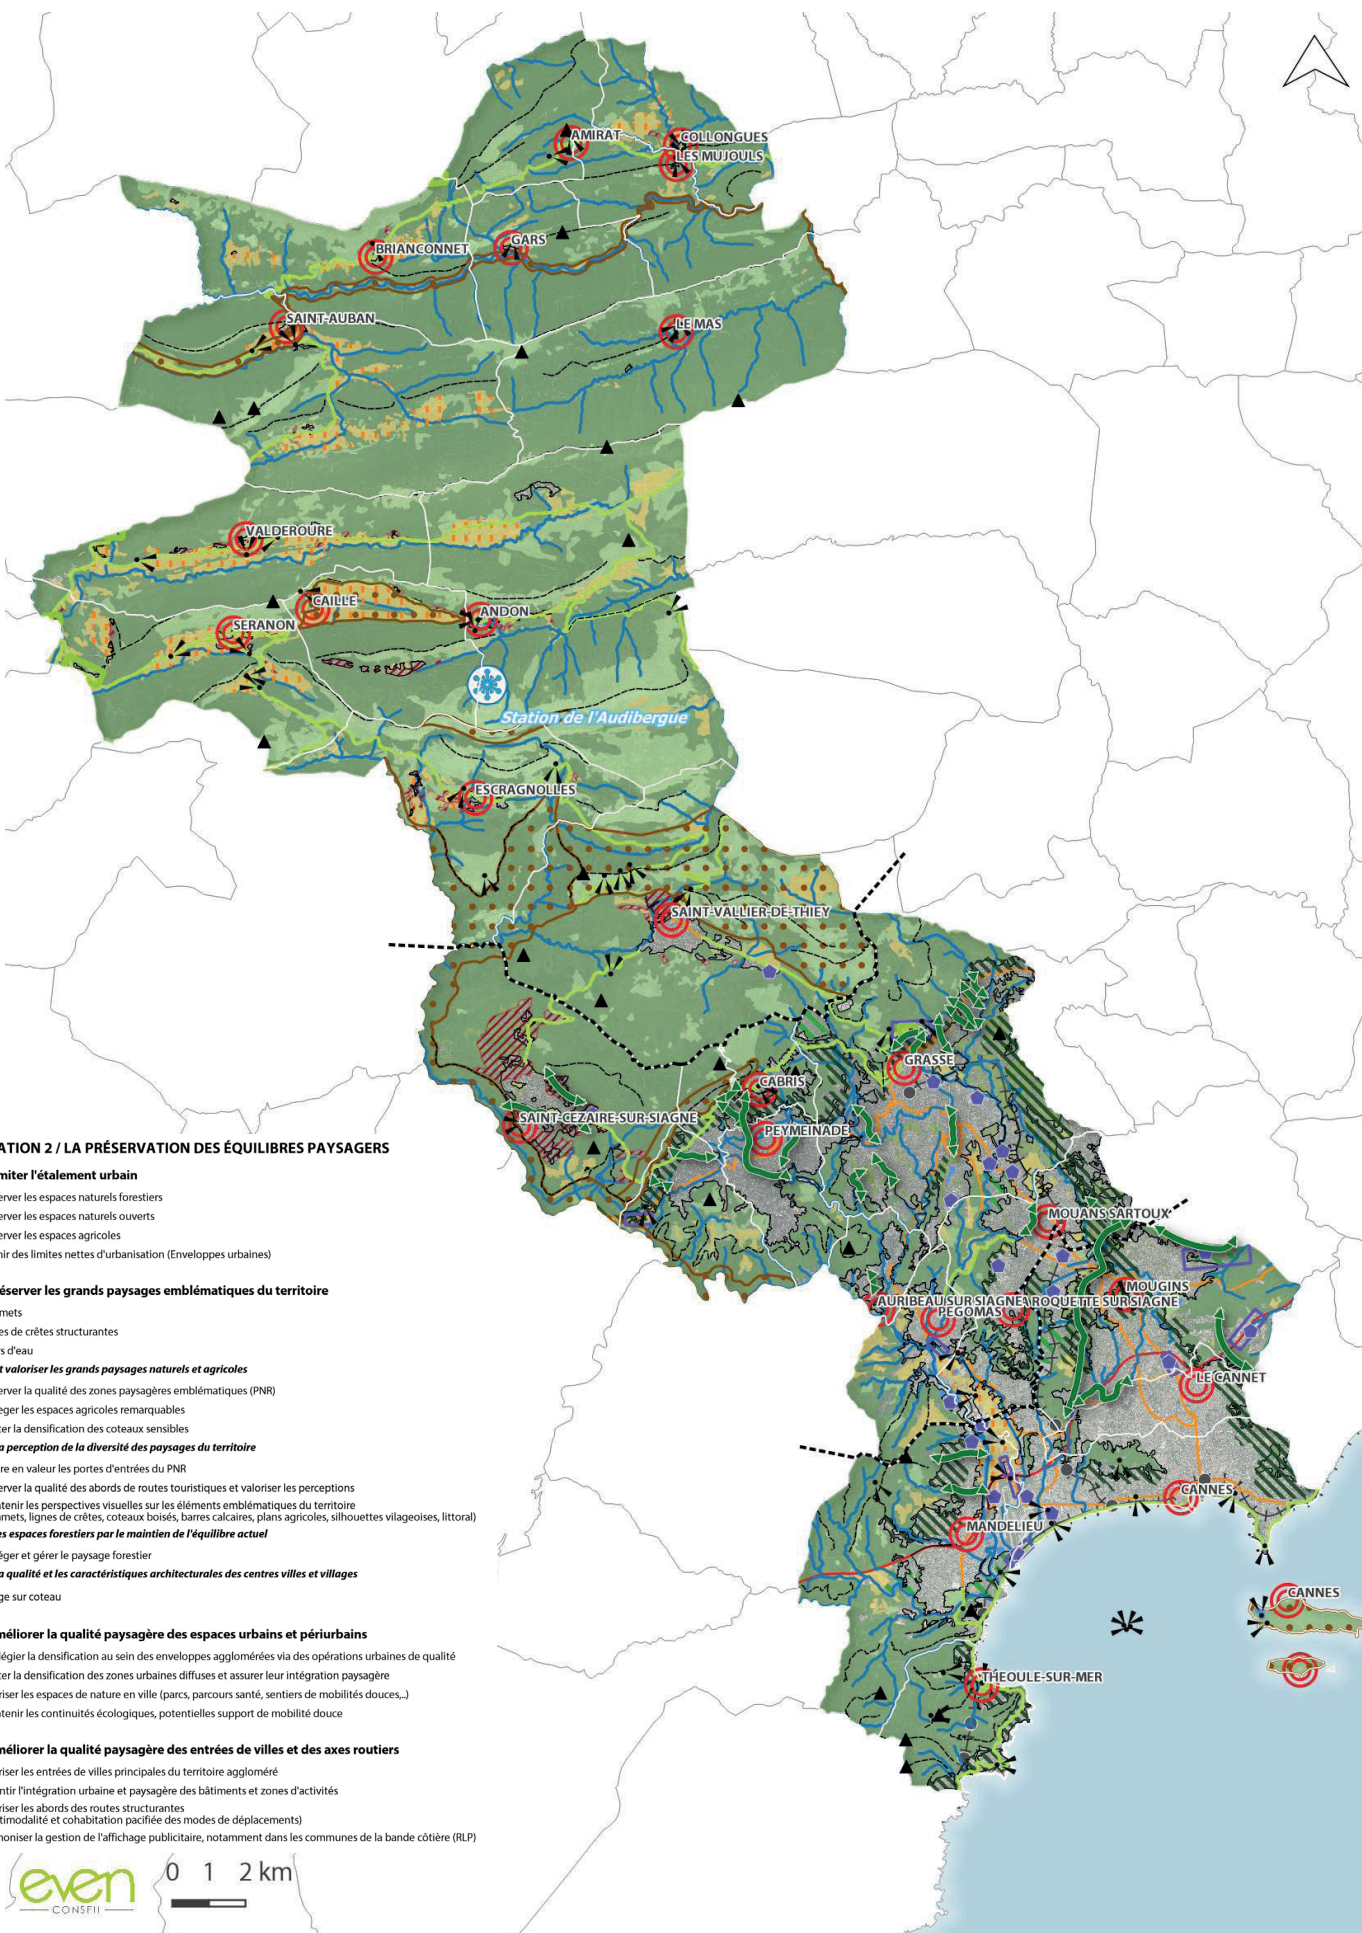 AMIRAT
COLLONGUES
LES MUJOULS
BRIANCONNET
GARS
SAINT-AUBAN
LE MAS
VALDEROURE
CAILLE
ANDON
SERANON
Station de l'Audibergue
ESCRAGNOLLES
SAINT-VALLIER-DE-THIEY
GRASSE
CABRIS
SAINT-CEZAIRE-SUR-SIAGNE
PEYMEINADE
MOUANS SARTOUX
MOUGINS
AURIBEAU SUR SIAGNE
ROQUETTE SUR SIAGNE
PEGOMAS
LE CANNET
CANNES
MANDELIEU
CANNES
THEOULE-SUR-MER
ATION 2 / LA PRÉSERVATION DES ÉQUILIBRES PAYSAGERS
miter l'étalement urbain
erver les espaces naturels forestiers
erver les espaces naturels ouverts
erver les espaces agricoles
nir des limites nettes d'urbanisation (Enveloppes urbaines)
éserver les grands paysages emblématiques du territoire
mets
es de crêtes structurantes
s d'eau
t valoriser les grands paysages naturels et agricoles
erver la qualité des zones paysagères emblématiques (PNR)
eger les espaces agricoles remarquables
ter la densification des coteaux sensibles
a perception de la diversité des paysages du territoire
re en valeur les portes d'entrées du PNR
erver la qualité des abords de routes touristiques et valoriser les perceptions
tenir les perspectives visuelles sur les éléments emblématiques du territoire
mets, lignes de crêtes, coteaux boisés, barres calcaires, plans agricoles, silhouettes vilageoises, littoral)
es espaces forestiers par le maintien de l'équilibre actuel
éger et gérer le paysage forestier
a qualité et les caractéristiques architecturales des centres villes et villages
ge sur coteau
méliorer la qualité paysagère des espaces urbains et périurbains
légier la densification au sein des enveloppes agglomérées via des opérations urbaines de qualité
ter la densification des zones urbaines diffuses et assurer leur intégration paysagère
riser les espaces de nature en ville (parcs, parcours santé, sentiers de mobilités douces,..)
tenir les continuités écologiques, potentielles support de mobilité douce
méliorer la qualité paysagère des entrées de villes et des axes routiers
riser les entrées de villes principales du territoire aggloméré
ntir l'intégration urbaine et paysagère des bâtiments et zones d'activités
riser les abords des routes structurantes
timodalité et cohabitation pacifiée des modes de déplacements)
noniser la gestion de l'affichage publicitaire, notamment dans les communes de la bande côtière (RLP)
even
CONSEIL
0 1 2 km